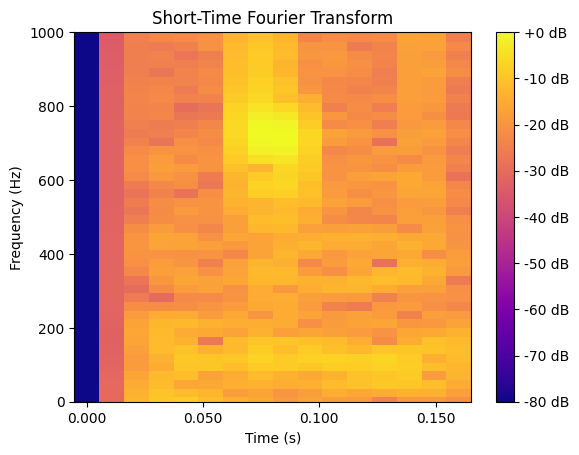 Short-Time Fourier Transform
Frequency (Hz)
1000
800
600
400
200
0
0.000
0.050
0.100
0.150
Time (s)
+0 dB
-10 dB
-20 dB
-30 dB
-40 dB
-50 dB
-60 dB
-70 dB
-80 dB